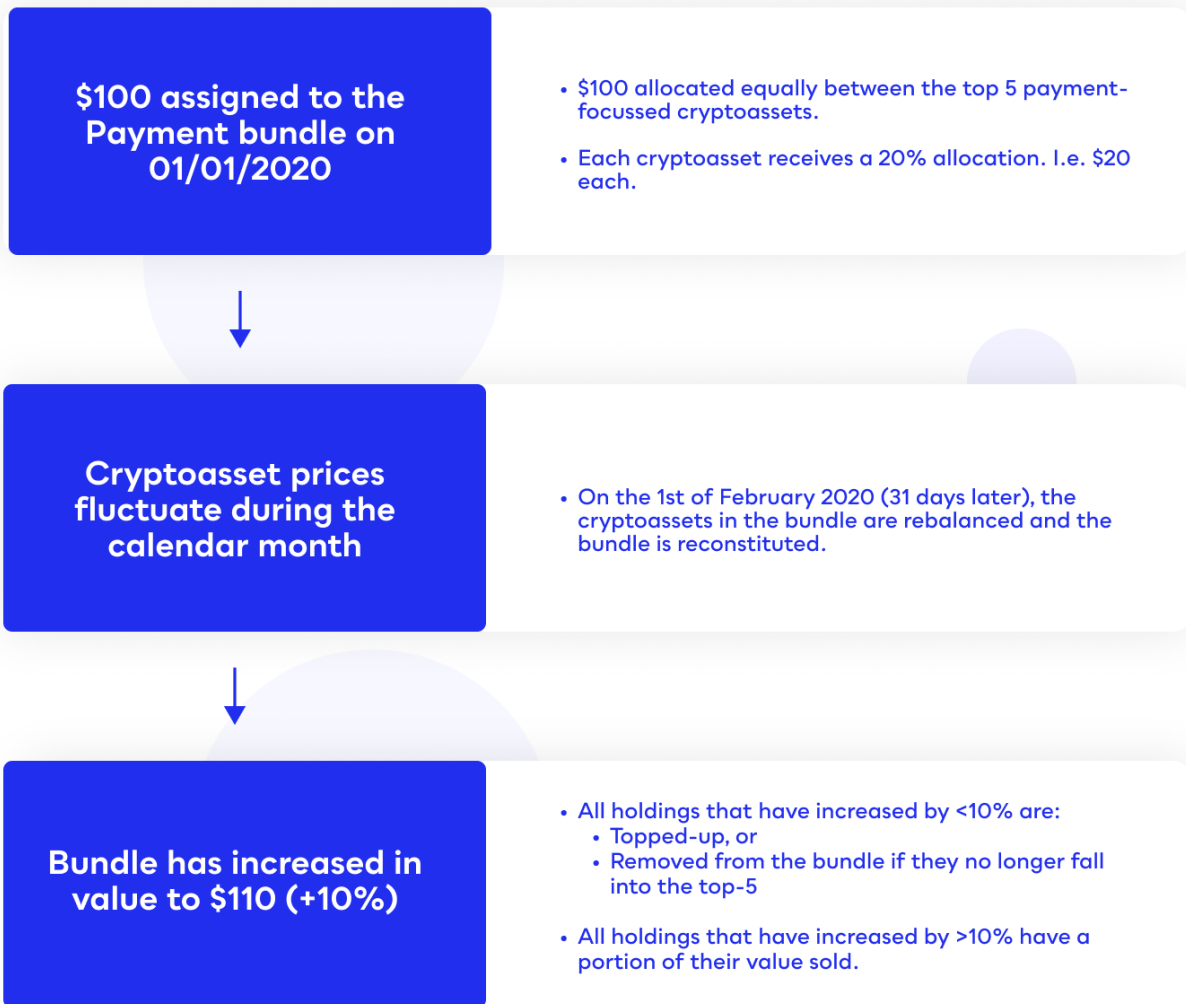 $100 assigned to the
Payment bundle on
01/01/2020
• $100 allocated equally between the top 5 payment-
focussed cryptoassets.
• Each cryptoasset receives a 20% allocation. I.e. $20
each.
Cryptoasset prices
fluctuate during the
calendar month
• On the 1st of February 2020 (31 days later), the
cryptoassets in the bundle are rebalanced and the
bundle is reconstituted.
Bundle has increased in
value to $110 (+10%)
• All holdings that have increased by <10% are:
• Topped-up, or
• Removed from the bundle if they no longer fall
into the top-5
• All holdings that have increased by >10% have a
portion of their value sold.